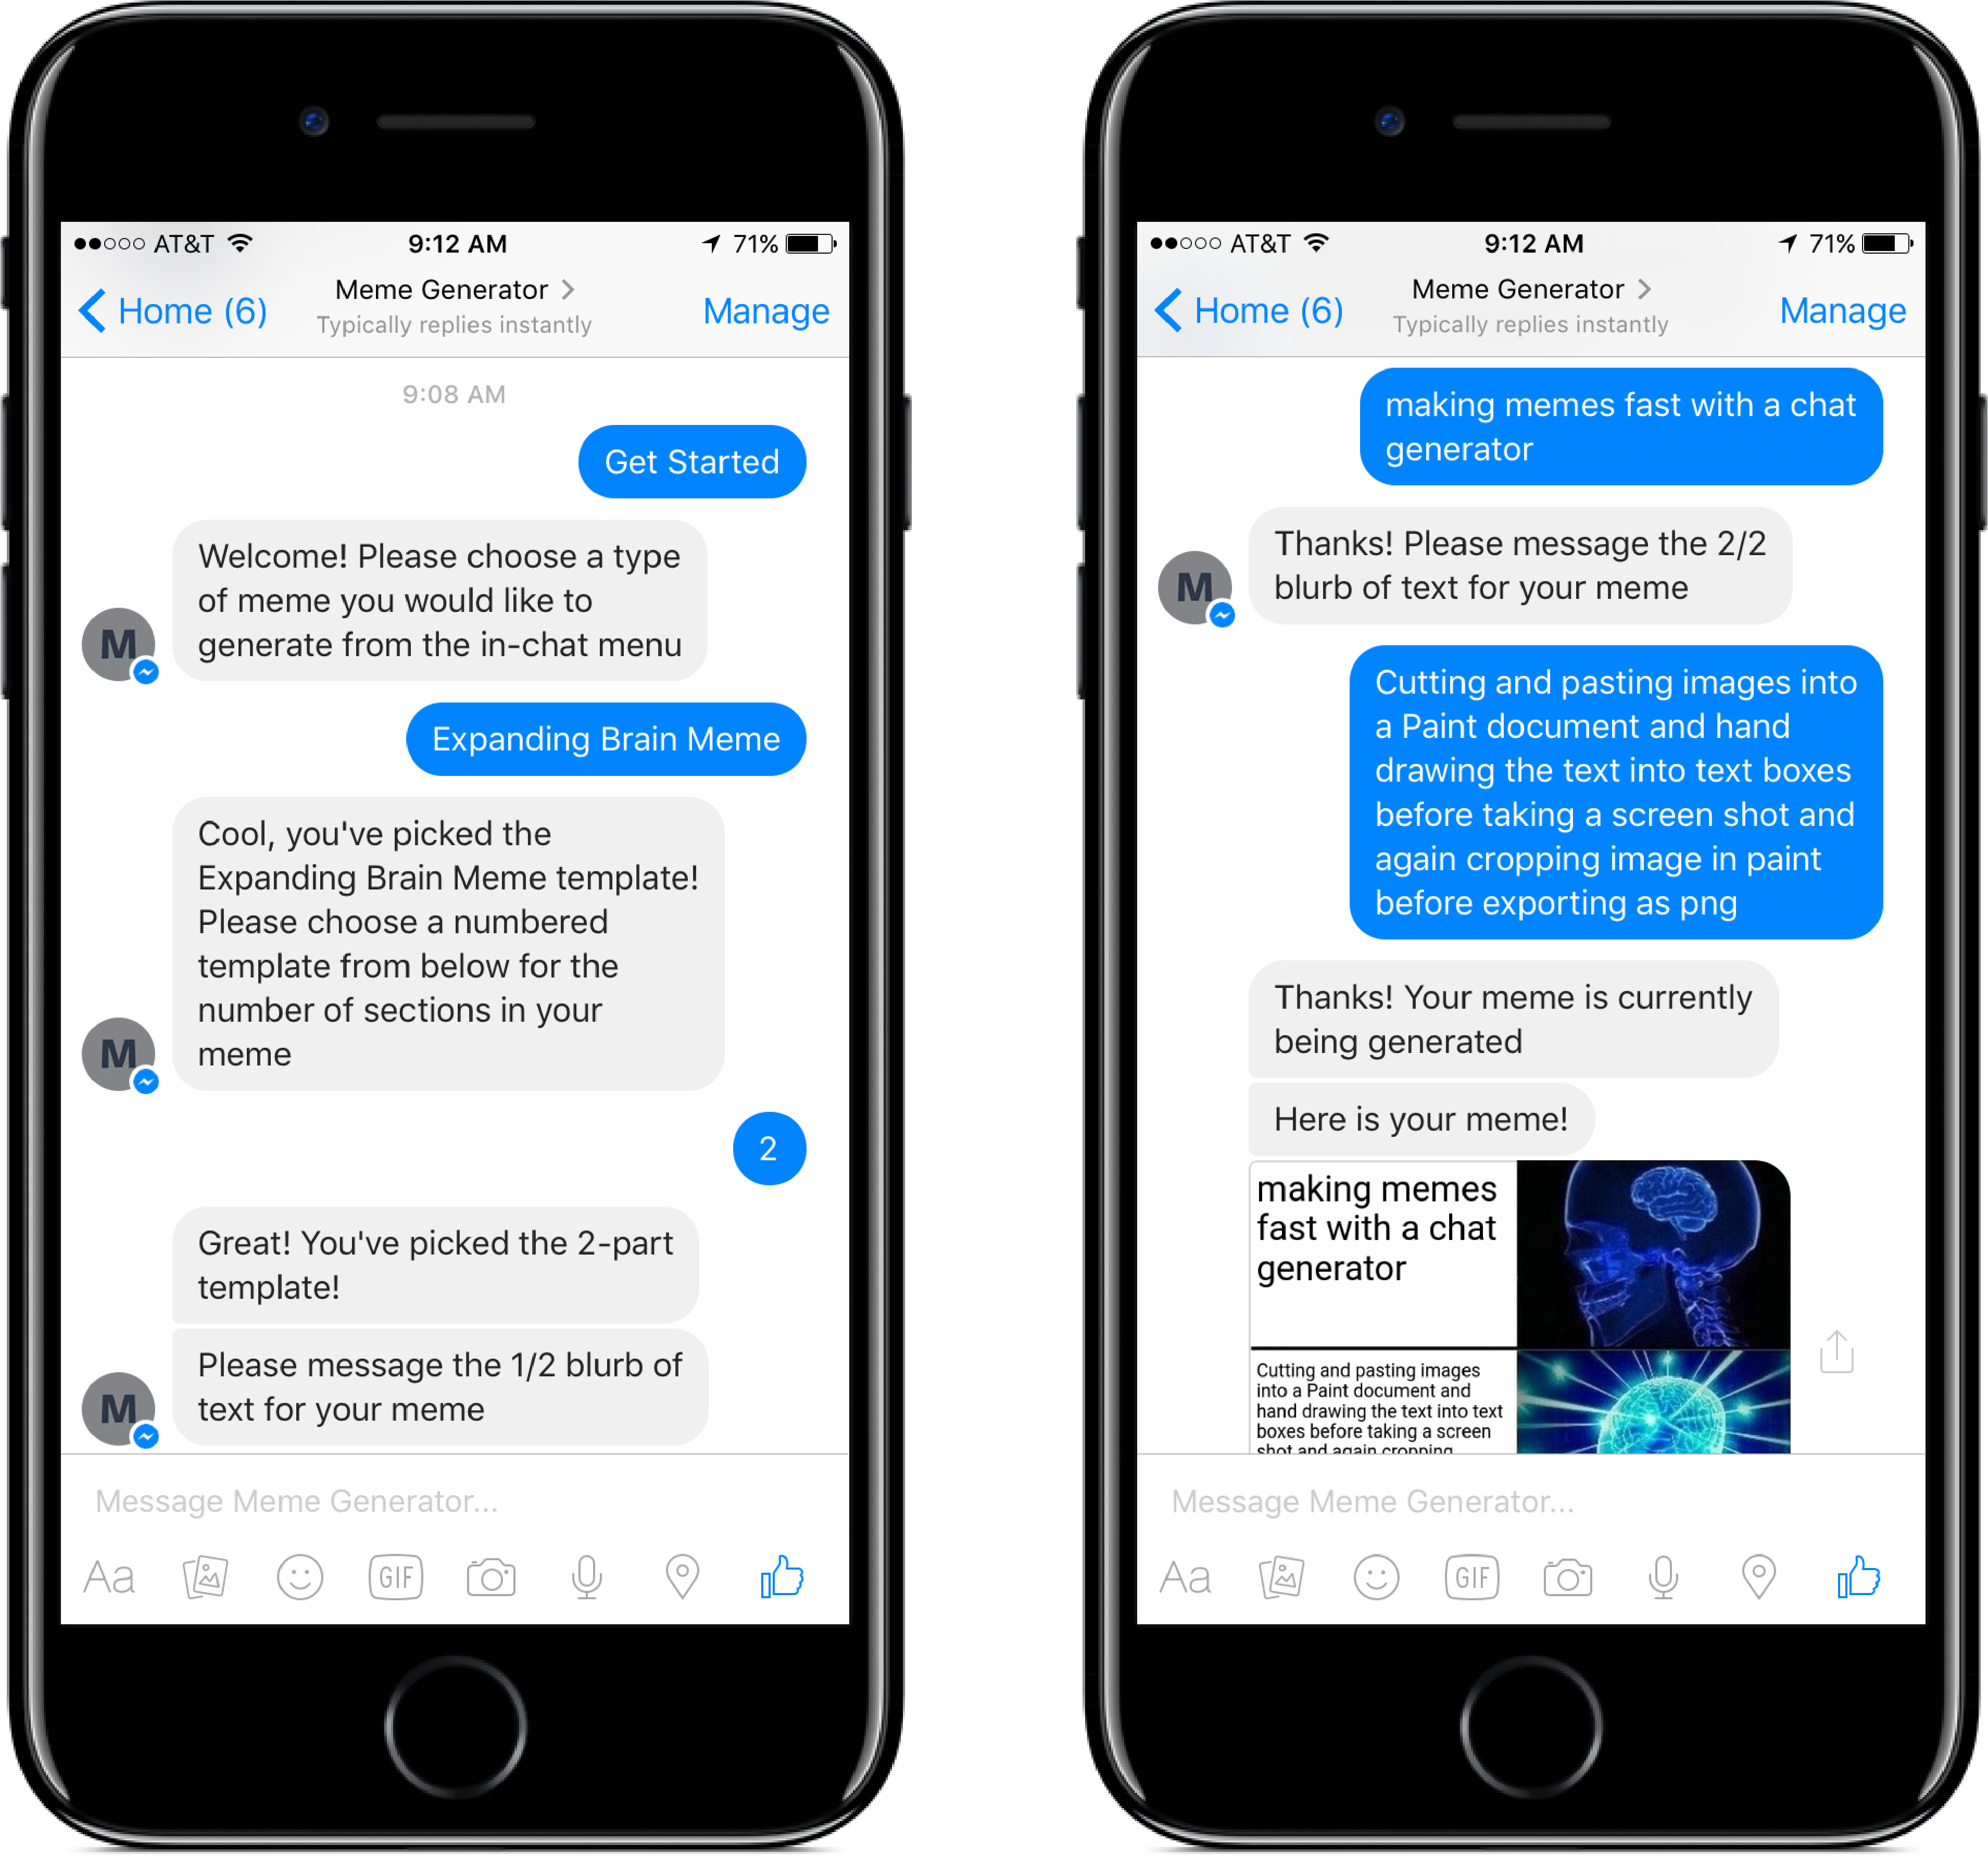 AT&T 9:12 AM 71%
Home (6) Meme Generator Manage
Typically replies instantly
9:08 AM
Get Started
Welcome! Please choose a type
of meme you would like to
generate from the in-chat menu
M
Expanding Brain Meme
Cool, you've picked the
Expanding Brain Meme template!
Please choose a numbered
template from below for the
number of sections in your
meme
M
2
Great! You've picked the 2-part
template!
Please message the 1/2 blurb of
text for your meme
M
Message Meme Generator...
Aa GIF
AT&T 9:12 AM 71%
Home (6) Meme Generator Manage
Typically replies instantly
making memes fast with a chat
generator
Thanks! Please message the 2/2
blurb of text for your meme
M
Cutting and pasting images into
a Paint document and hand
drawing the text into text boxes
before taking a screen shot and
again cropping image in paint
before exporting as png
Thanks! Your meme is currently
being generated
Here is your meme!
making memes
fast with a chat
generator
Cutting and pasting images
into a Paint document and
hand drawing the text into text
boxes before taking a screen
shot and again cropping
Message Meme Generator...
Aa GIF